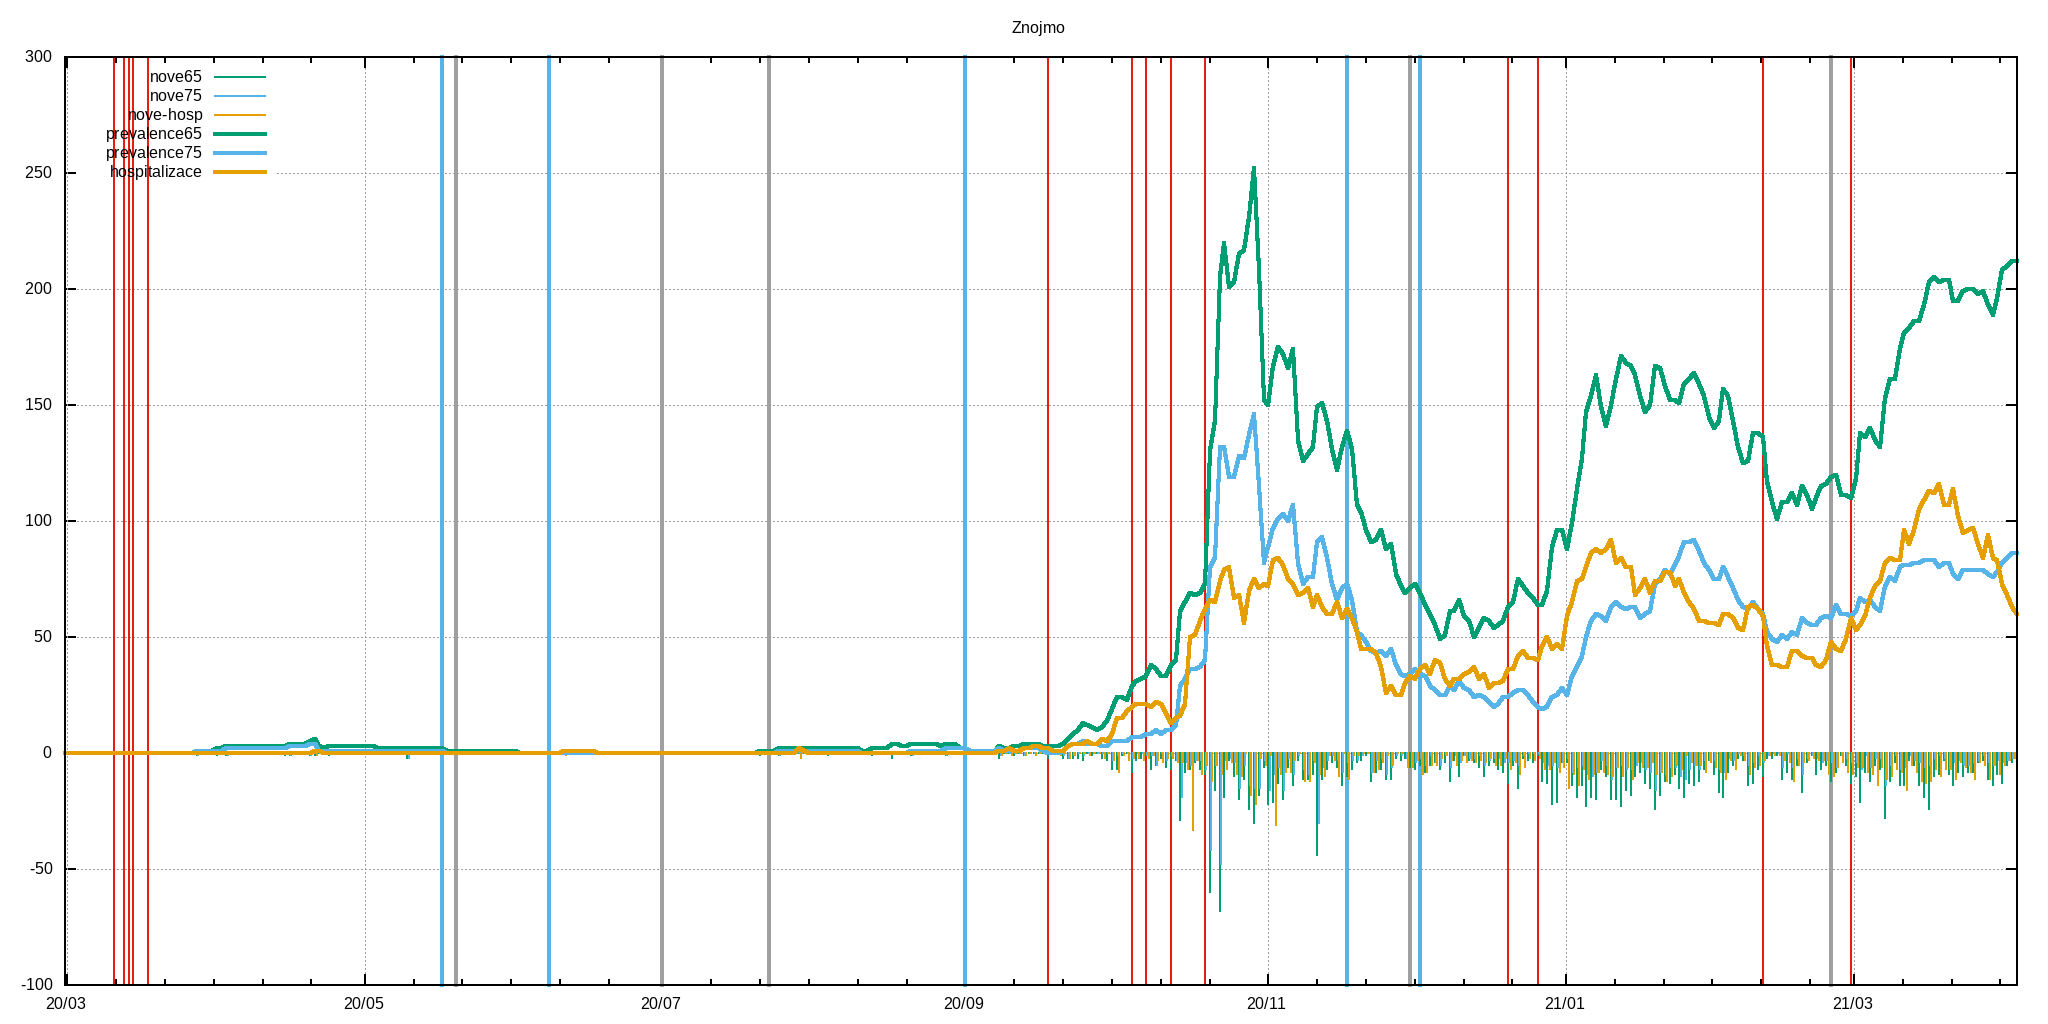 Znojmo
300
nove65
nove75
nove-hosp
prevalence65
prevalence75
hospitalizace
250
200
150
100
50
0
-50
-100
20/03 20/05 20/07 20/09 20/11 21/01 21/03